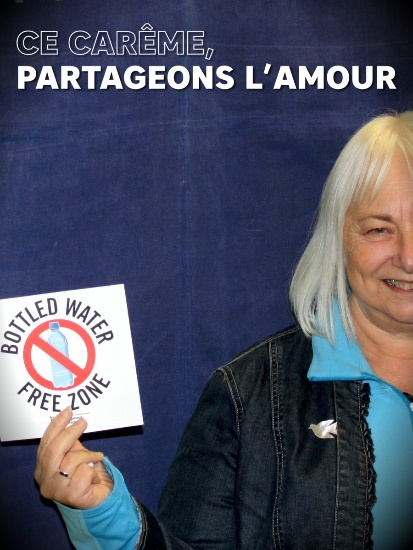 CE CARÊME,
PARTAGEONS L'AMOUR
BOTTLED WATER
FREE ZONE